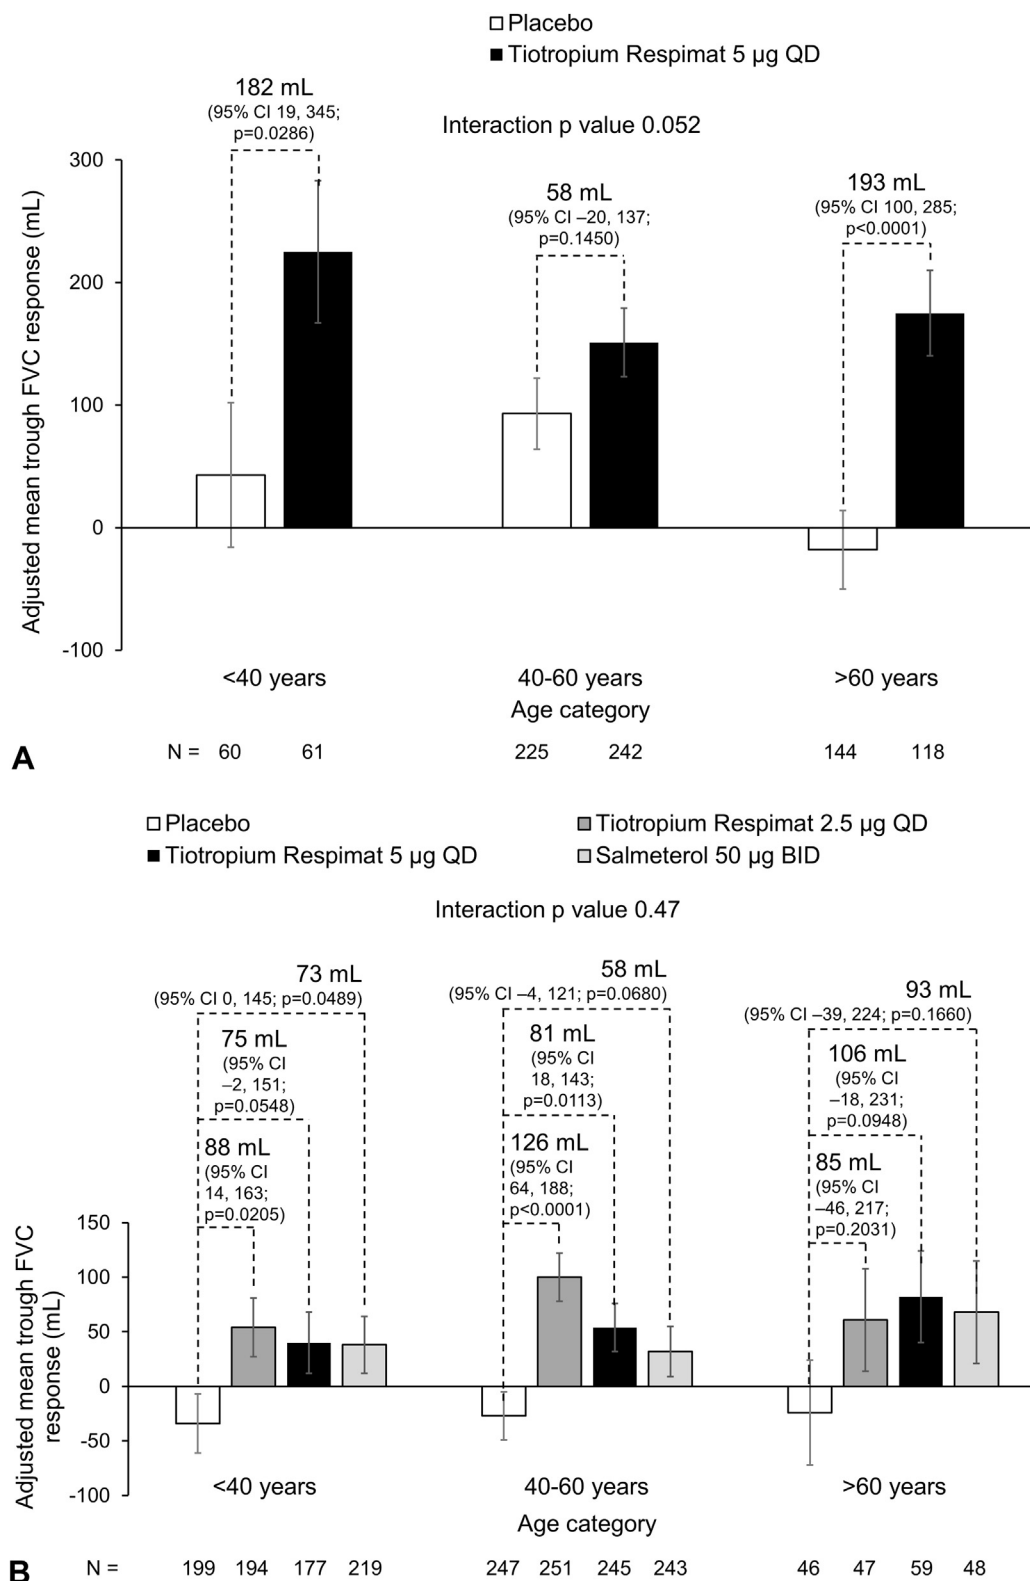 Placebo
Tiotropium Respimat 5 µg QD
182 mL
(95% CI 19, 345;
p=0.0286)
Interaction p value 0.052
58 mL
(95% CI –20, 137;
p=0.1450)
193 mL
(95% CI 100, 285;
p<0.0001)
Adjusted mean trough FVC response (mL)
300
200
100
0
-100
<40 years
40-60 years
>60 years
Age category
N = 60 61 225 242 144 118
A
Placebo
Tiotropium Respimat 5 µg QD
Tiotropium Respimat 2.5 µg QD
Salmeterol 50 µg BID
Interaction p value 0.47
73 mL
(95% CI 0, 145; p=0.0489)
75 mL
(95% CI
–2, 151;
p=0.0548)
88 mL
(95% CI
14, 163;
p=0.0205)
58 mL
(95% CI –4, 121; p=0.0680)
81 mL
(95% CI
18, 143;
p=0.0113)
126 mL
(95% CI
64, 188;
p<0.0001)
93 mL
(95% CI –39, 224; p=0.1660)
106 mL
(95% CI
–18, 231;
p=0.0948)
85 mL
(95% CI
–46, 217;
p=0.2031)
Adjusted mean trough FVC
response (mL)
150
100
50
0
-50
-100
<40 years
40-60 years
>60 years
Age category
N = 199 194 177 219 247 251 245 243 46 47 59 48
B